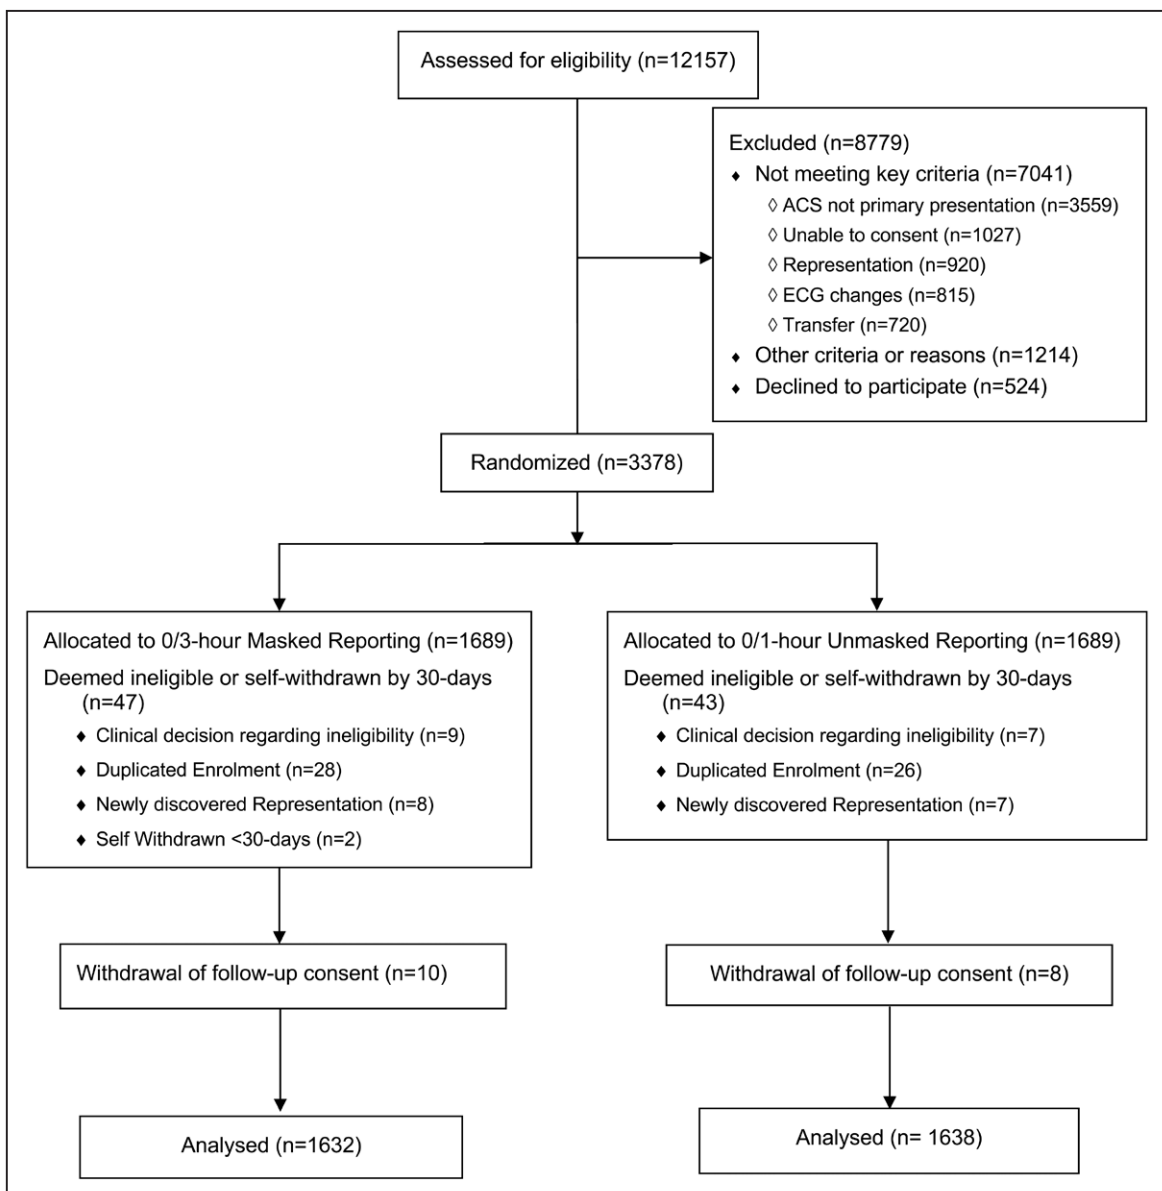 Assessed for eligibility (n=12157)
Excluded (n=8779)
♦ Not meeting key criteria (n=7041)
◊ ACS not primary presentation (n=3559)
◊ Unable to consent (n=1027)
◊ Representation (n=920)
◊ ECG changes (n=815)
◊ Transfer (n=720)
♦ Other criteria or reasons (n=1214)
♦ Declined to participate (n=524)
Randomized (n=3378)
Allocated to 0/3-hour Masked Reporting (n=1689)
Deemed ineligible or self-withdrawn by 30-days
(n=47)
♦ Clinical decision regarding ineligibility (n=9)
♦ Duplicated Enrolment (n=28)
♦ Newly discovered Representation (n=8)
♦ Self Withdrawn <30-days (n=2)
Allocated to 0/1-hour Unmasked Reporting (n=1689)
Deemed ineligible or self-withdrawn by 30-days
(n=43)
♦ Clinical decision regarding ineligibility (n=7)
♦ Duplicated Enrolment (n=26)
♦ Newly discovered Representation (n=7)
Withdrawal of follow-up consent (n=10)
Withdrawal of follow-up consent (n=8)
Analysed (n=1632)
Analysed (n= 1638)